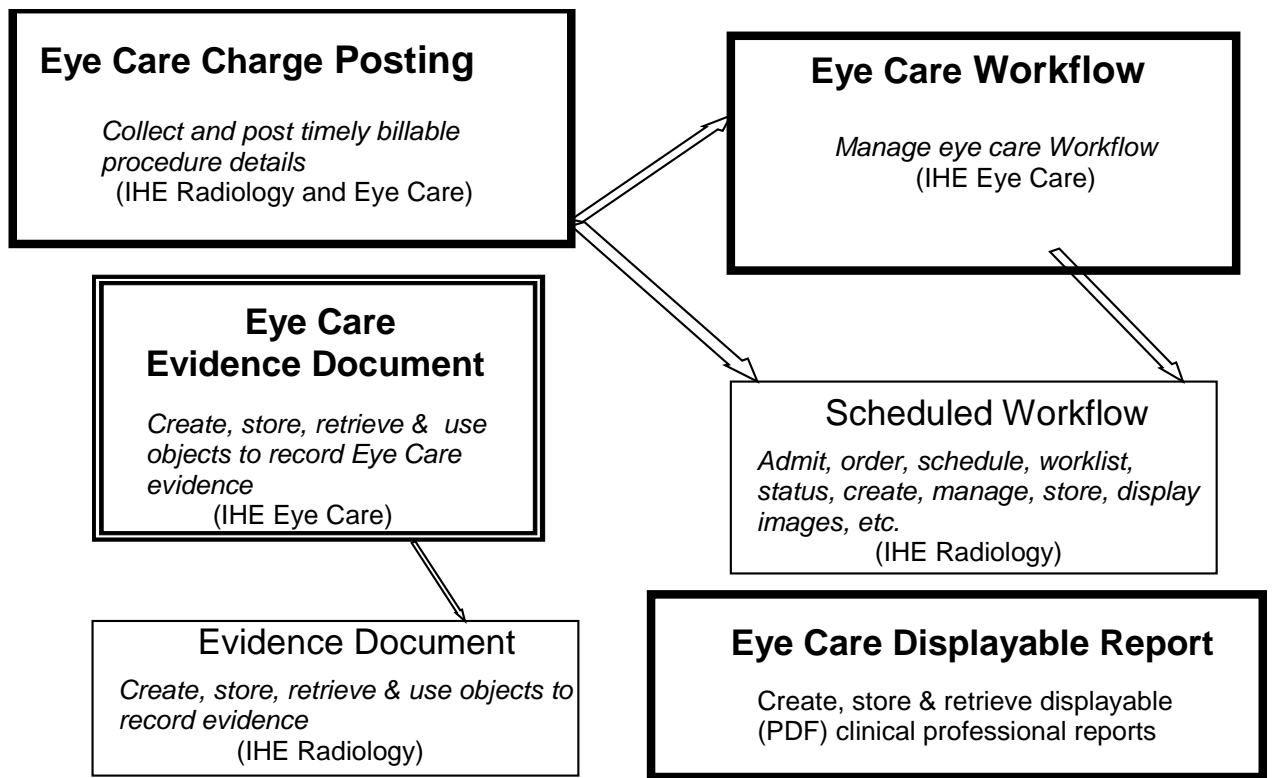 Eye Care Charge Posting
Collect and post timely billable
procedure details
(IHE Radiology and Eye Care)
Eye Care Workflow
Manage eye care Workflow
(IHE Eye Care)
Eye Care
Evidence Document
Create, store, retrieve & use
objects to record Eye Care
evidence
(IHE Eye Care)
Scheduled Workflow
Admit, order, schedule, worklist,
status, create, manage, store, display
images, etc.
(IHE Radiology)
Evidence Document
Create, store, retrieve & use objects to
record evidence
(IHE Radiology)
Eye Care Displayable Report
Create, store & retrieve displayable
(PDF) clinical professional reports